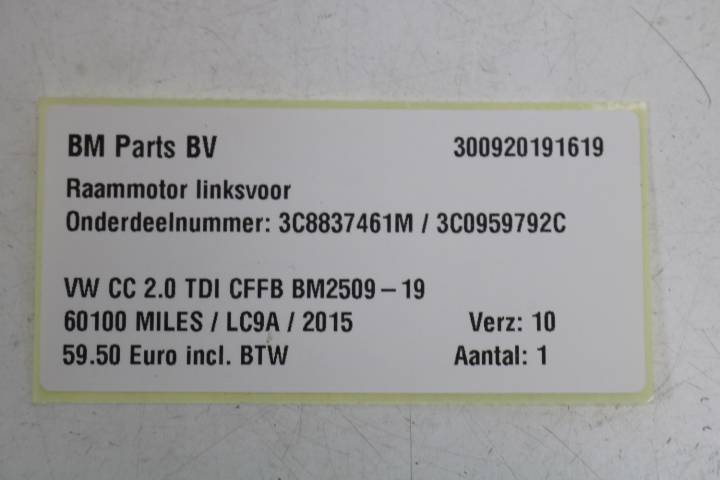 BM Parts BV 300920191619
Raammotor linksvoor
Onderdeelnummer: 3C8837461M / 3C0959792C
VW CC 2.0 TDI CFFB BM2509-19
60100 MILES / LC9A / 2015 Verz: 10
59.50 Euro incl. BTW Aantal: 1